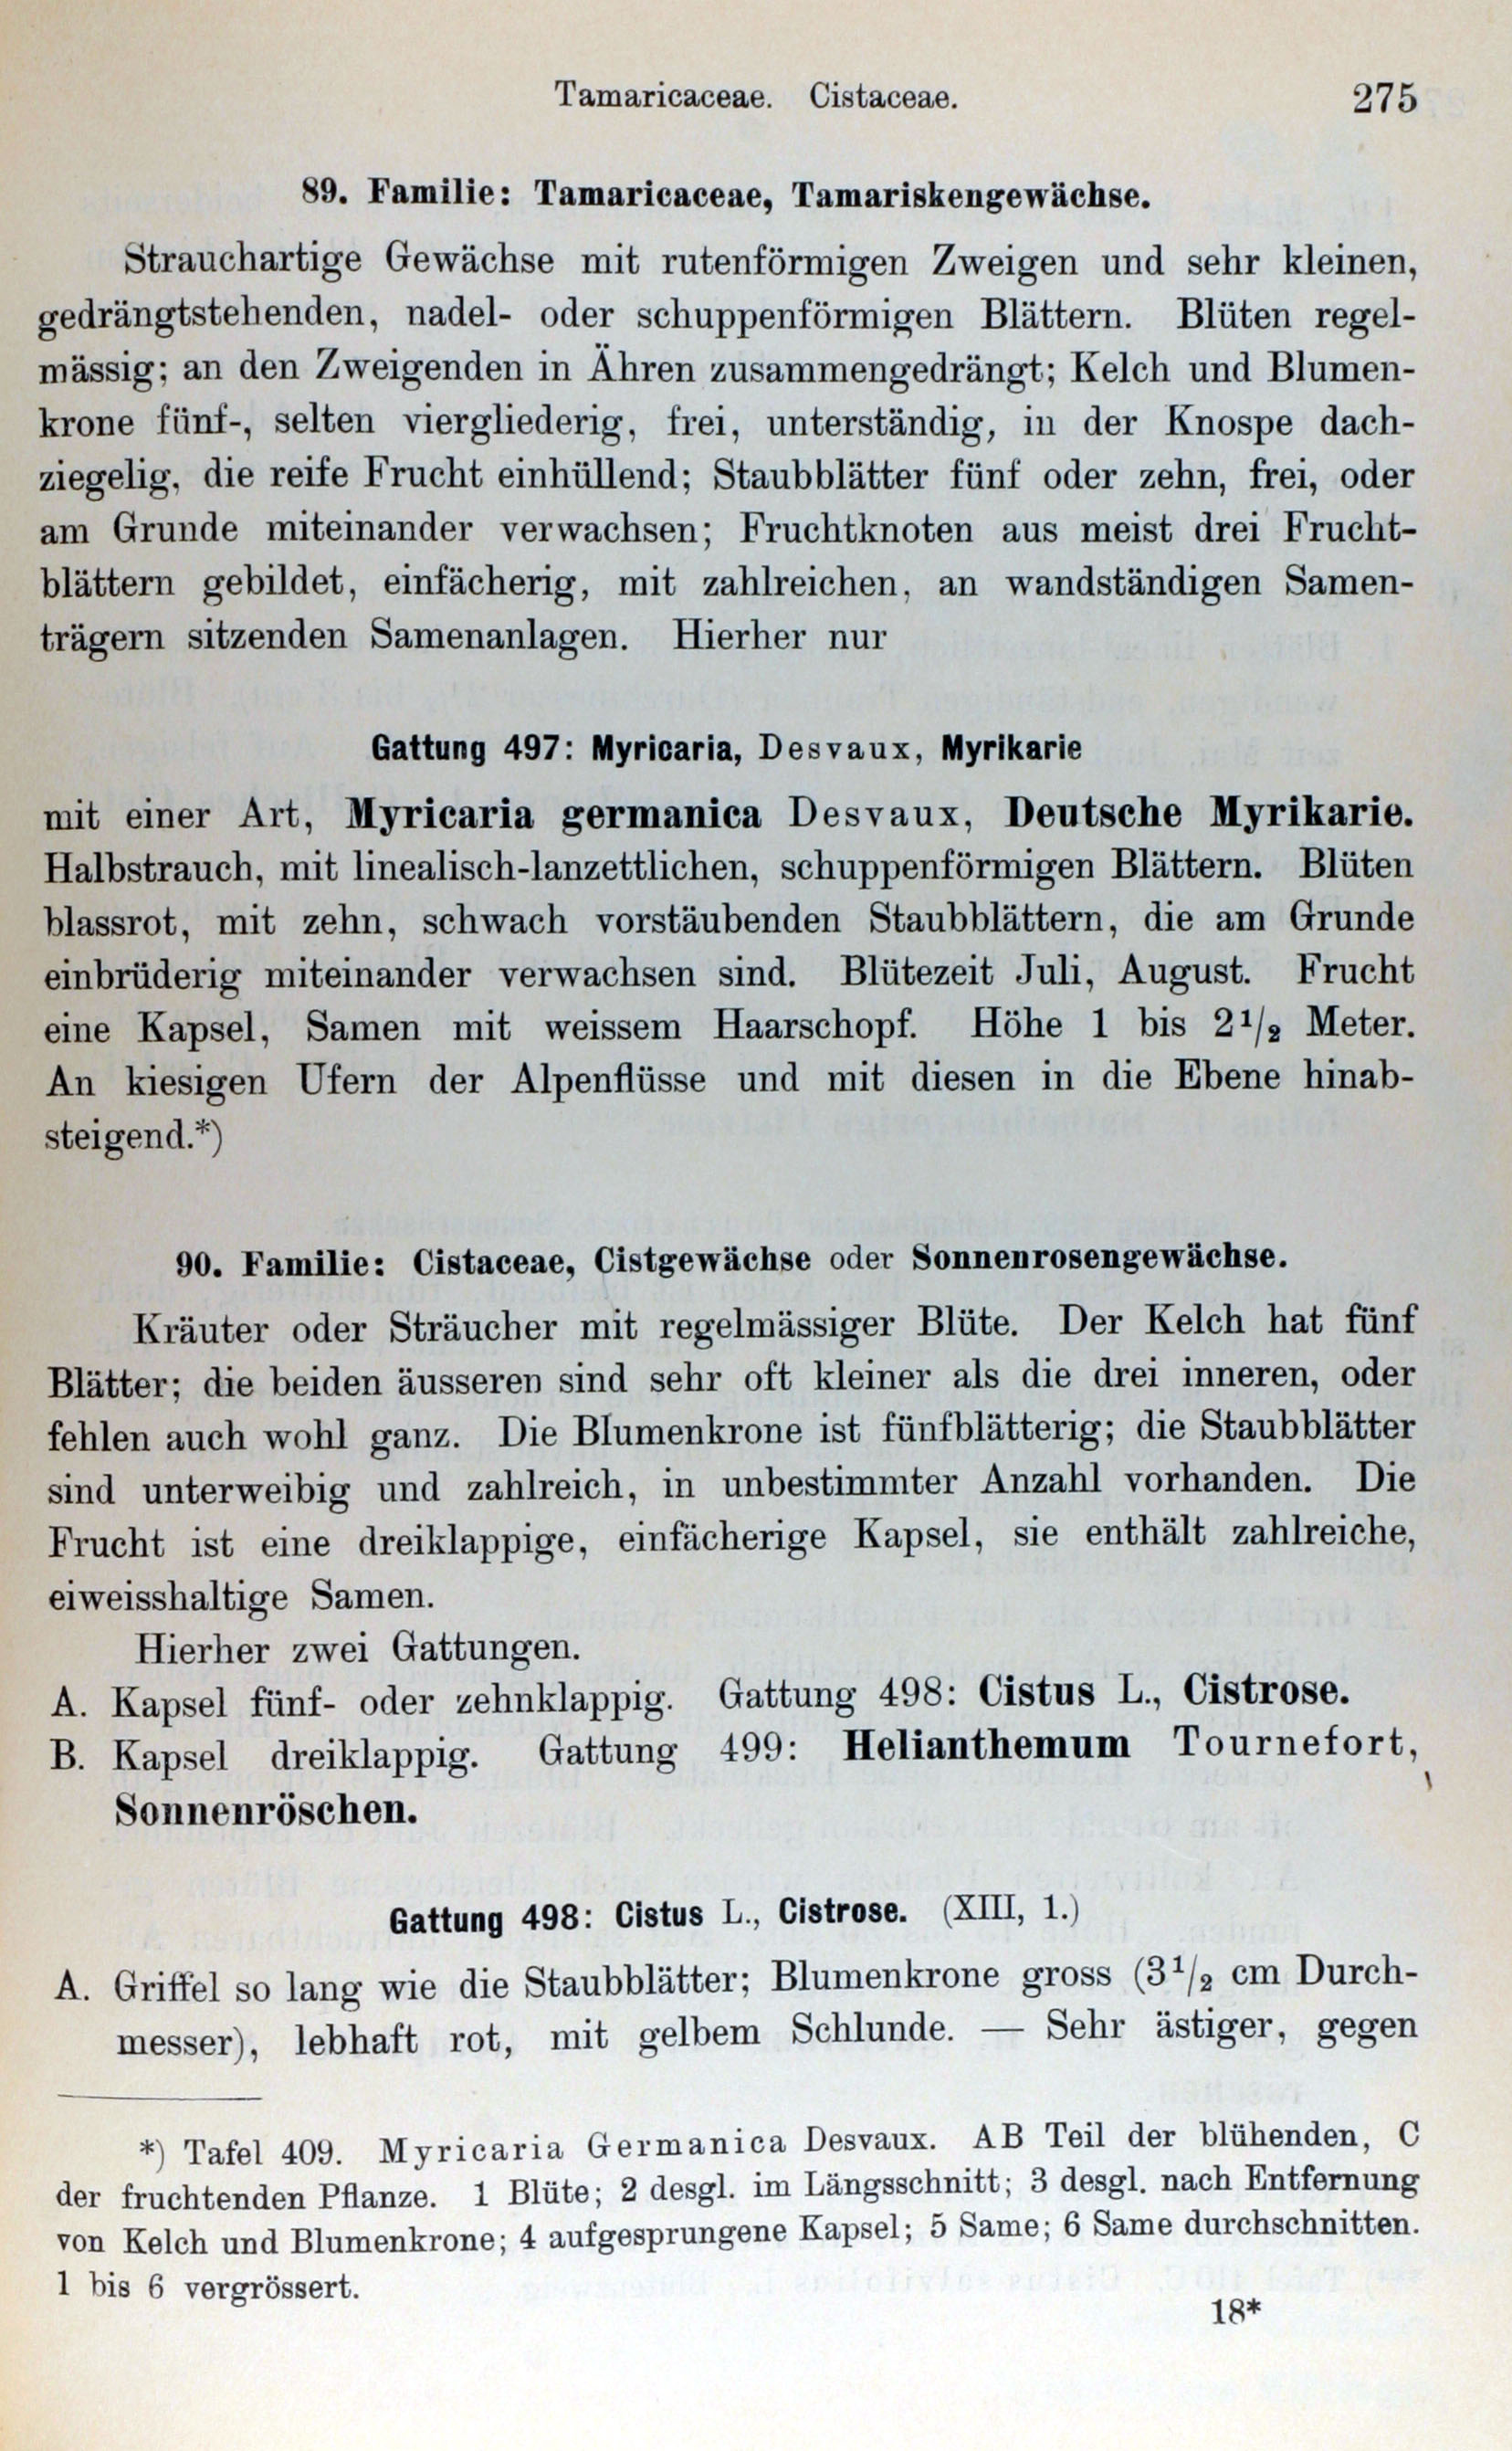 Tamaricaceae. Cistaceae. 275
89. Familie: Tamaricaceae, Tamariskengewächse.
Strauchartige Gewächse mit rutenförmigen Zweigen und sehr kleinen,
gedrängtstehenden, nadel- oder schuppenförmigen Blättern. Blüten regel-
mässig; an den Zweigenden in Ähren zusammengedrängt; Kelch und Blumen-
krone fünf-, selten viergliederig, frei, unterständig, in der Knospe dach-
ziegelig, die reife Frucht einhüllend; Staubblätter fünf oder zehn, frei, oder
am Grunde miteinander verwachsen; Fruchtknoten aus meist drei Frucht-
blättern gebildet, einfächerig, mit zahlreichen, an wandständigen Samen-
trägern sitzenden Samenanlagen. Hierher nur
Gattung 497: Myricaria, Desvaux, Myrikarie
mit einer Art, Myricaria germanica Desvaux, Deutsche Myrikarie.
Halbstrauch, mit linealisch-lanzettlichen, schuppenförmigen Blättern. Blüten
blassrot, mit zehn, schwach vorstäubenden Staubblättern, die am Grunde
einbrüderig miteinander verwachsen sind. Blütezeit Juli, August. Frucht
eine Kapsel, Samen mit weissem Haarschopf. Höhe 1 bis 2 1/2 Meter.
An kiesigen Ufern der Alpenflüsse und mit diesen in die Ebene hinab-
steigend.*)
90. Familie: Cistaceae, Cistgewächse oder Sonnenrosengewächse.
Kräuter oder Sträucher mit regelmässiger Blüte. Der Kelch hat fünf
Blätter; die beiden äusseren sind sehr oft kleiner als die drei inneren, oder
fehlen auch wohl ganz. Die Blumenkrone ist fünfblätterig; die Staubblätter
sind unterweibig und zahlreich, in unbestimmter Anzahl vorhanden. Die
Frucht ist eine dreiklappige, einfächerige Kapsel, sie enthält zahlreiche,
eiweisshaltige Samen.
Hierher zwei Gattungen.
A. Kapsel fünf- oder zehnklappig. Gattung 498: Cistus L., Cistrose.
B. Kapsel dreiklappig. Gattung 499: Helianthemum Tournefort,
Sonnenröschen.
Gattung 498: Cistus L., Cistrose. (XIII, 1.)
A. Griffel so lang wie die Staubblätter; Blumenkrone gross (3 1/2 cm Durch-
messer), lebhaft rot, mit gelbem Schlunde. — Sehr ästiger, gegen
*) Tafel 409. Myricaria Germanica Desvaux. AB Teil der blühenden, C
der fruchtenden Pflanze. 1 Blüte; 2 desgl. im Längsschnitt; 3 desgl. nach Entfernung
von Kelch und Blumenkrone; 4 aufgesprungene Kapsel; 5 Same; 6 Same durchschnitten.
1 bis 6 vergrössert.
18*